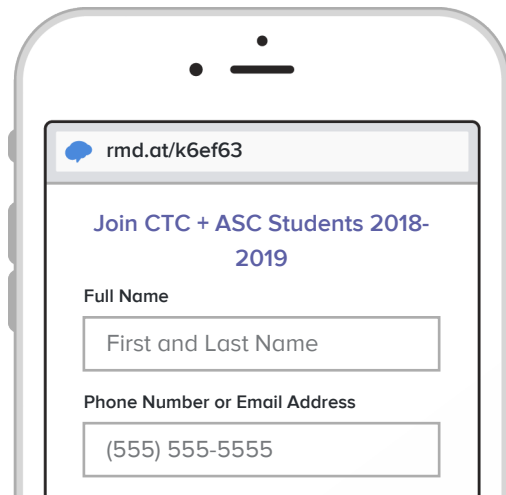 rmd.at/k6ef63
Join CTC + ASC Students 2018-
2019
Full Name
First and Last Name
Phone Number or Email Address
(555) 555-5555